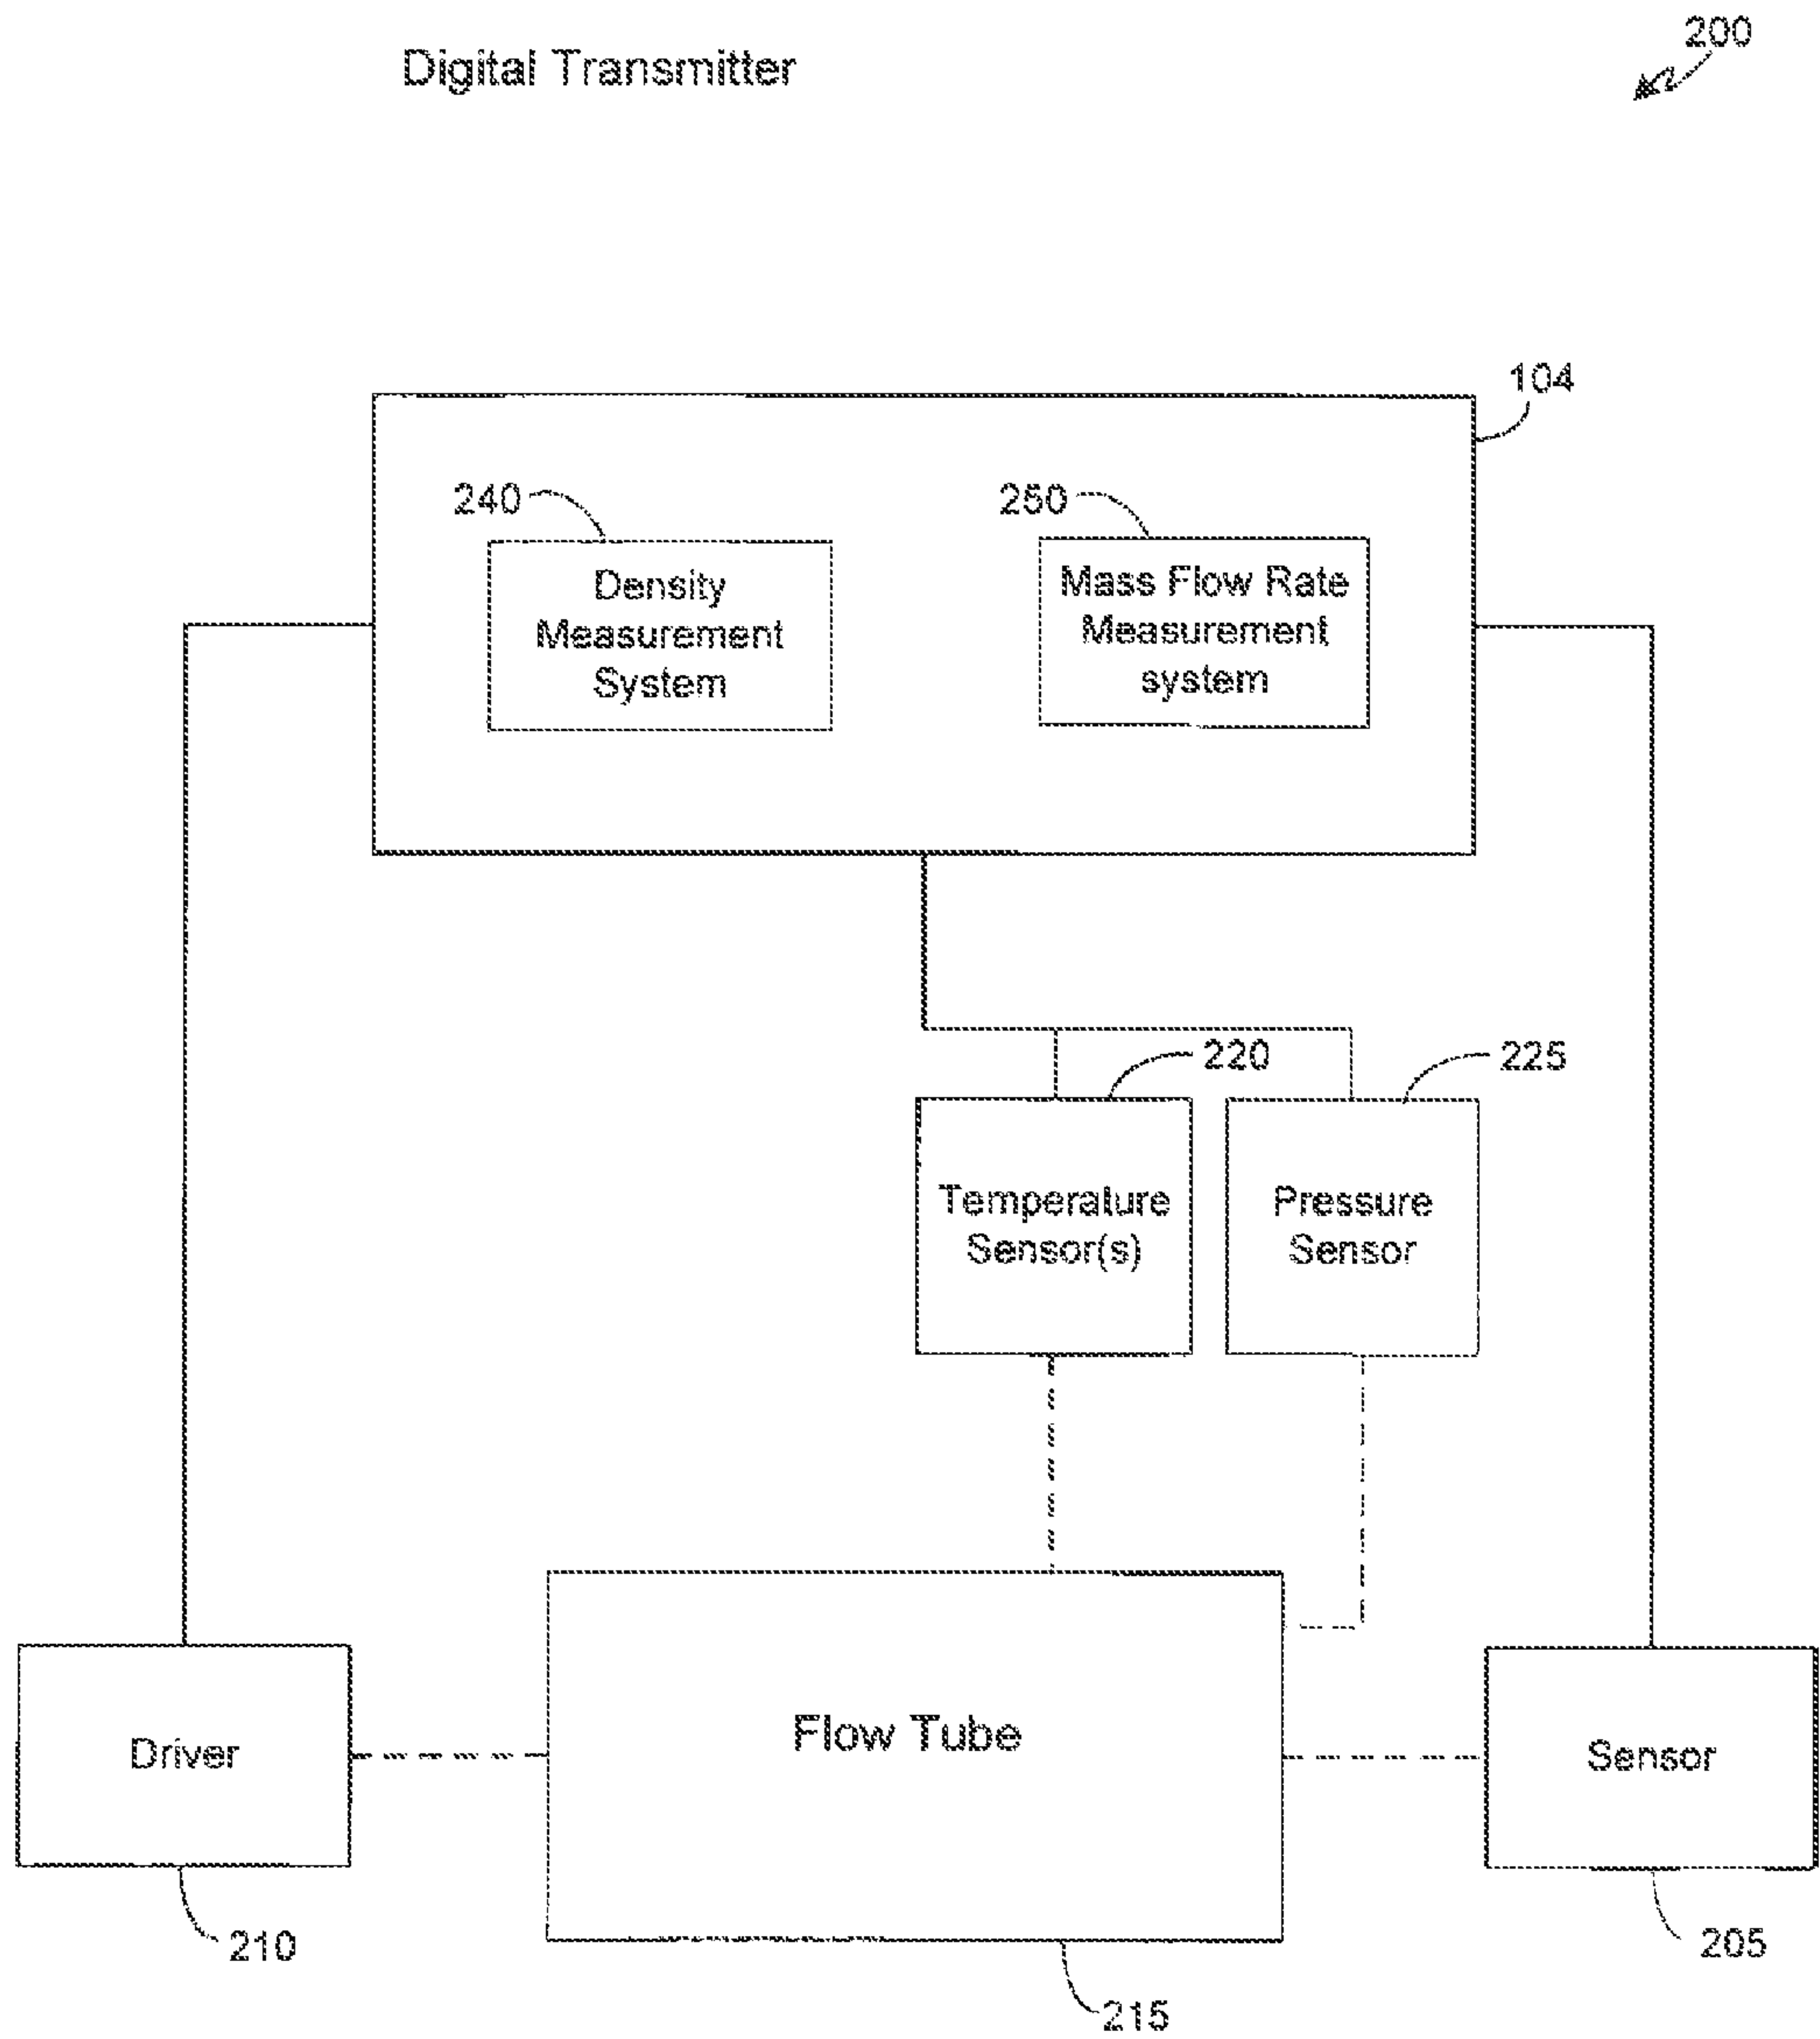 200
Digital Transmitter
104
240
250
Density
Measurement
System
Mass Flow Rate
Measurement
system
220
225
Temperature
Sensor(s)
Pressure
Sensor
Driver
Flow Tube
Sensor
210
215
205